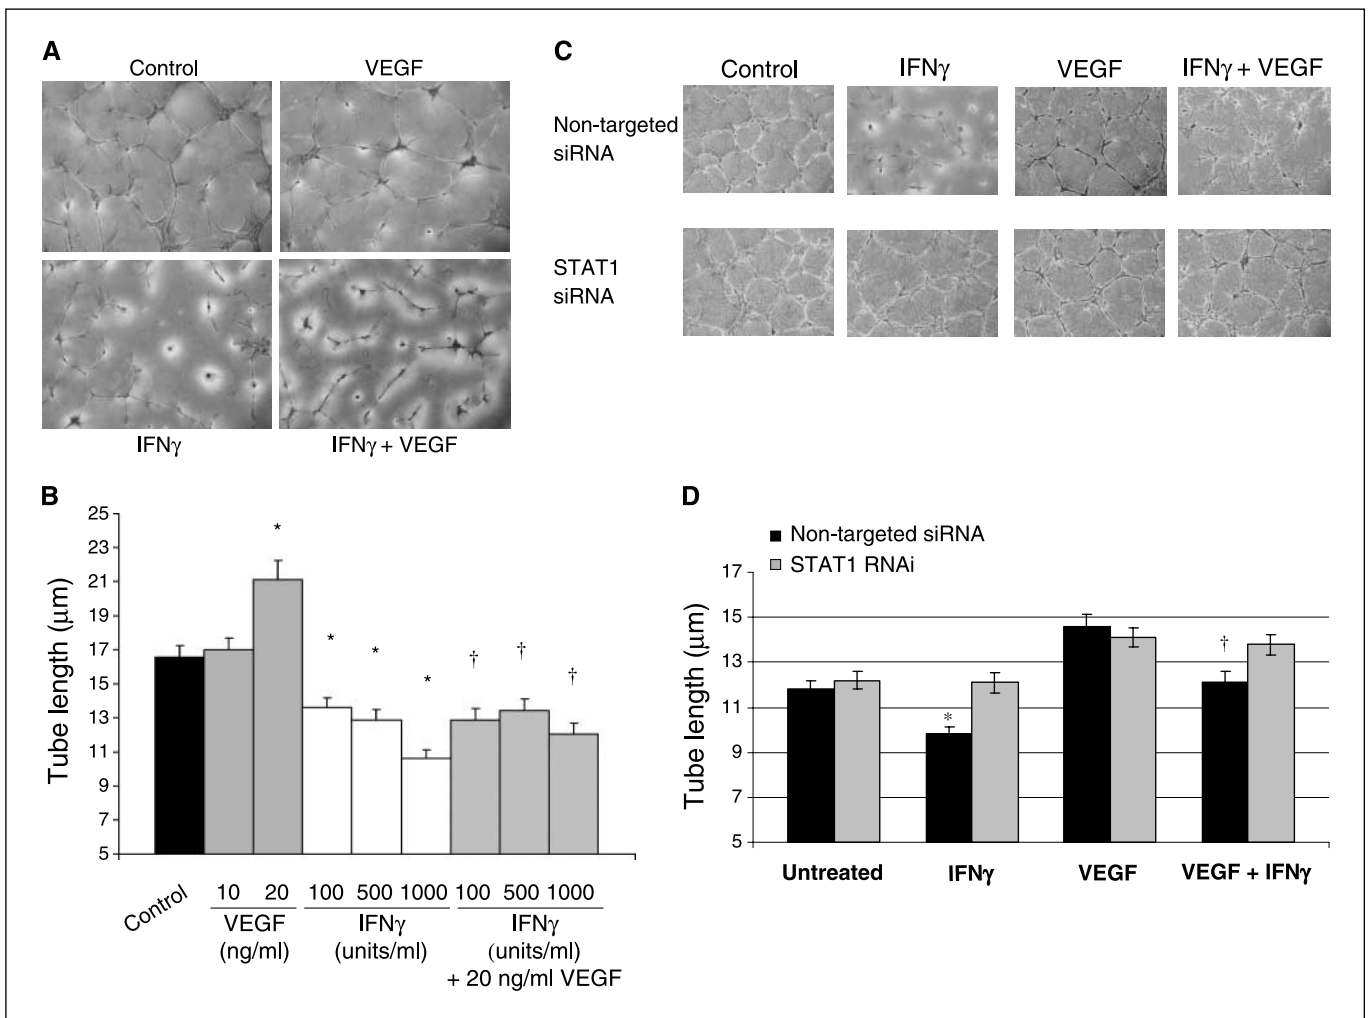 A
Control VEGF
IFNγ IFNγ + VEGF
C
Control IFNγ VEGF IFNγ + VEGF
Non-targeted
siRNA
STAT1
siRNA
B
25
23
21
19
17
15
13
11
9
7
5
Tube length (μm)
* * * * † † †
Control
10 20 100 500 1000 100 500 1000
VEGF IFNγ IFNγ
(ng/ml) (units/ml) (units/ml)
+ 20 ng/ml VEGF
D
Non-targeted siRNA
STAT1 RNAi
17
15
13
11
9
7
5
Tube length (μm)
* †
Untreated IFNγ VEGF VEGF + IFNγ